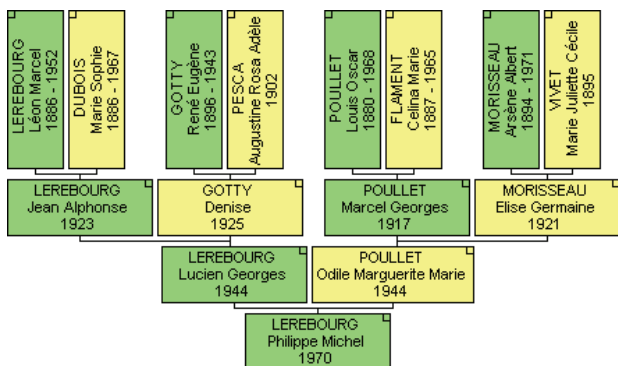 LEREBOURG
Léon Marcel
1886 - 1952
DUBOIS
Marie Sophie
1886 - 1967
GOTTY
René Eugène
1896 - 1943
PESCA
Augustine Rosa Adèle
1902
POULLET
Louis Oscar
1880 - 1968
FLAMENT
Celina Marie
1887 - 1965
MORISSEAU
Arsène Albert
1894 - 1971
VIVET
Marie Juliette Cécile
1895
LEREBOURG
Jean Alphonse
1923
GOTTY
Denise
1925
POULLET
Marcel Georges
1917
MORISSEAU
Elise Germaine
1921
LEREBOURG
Lucien Georges
1944
POULLET
Odile Marguerite Marie
1944
LEREBOURG
Philippe Michel
1970